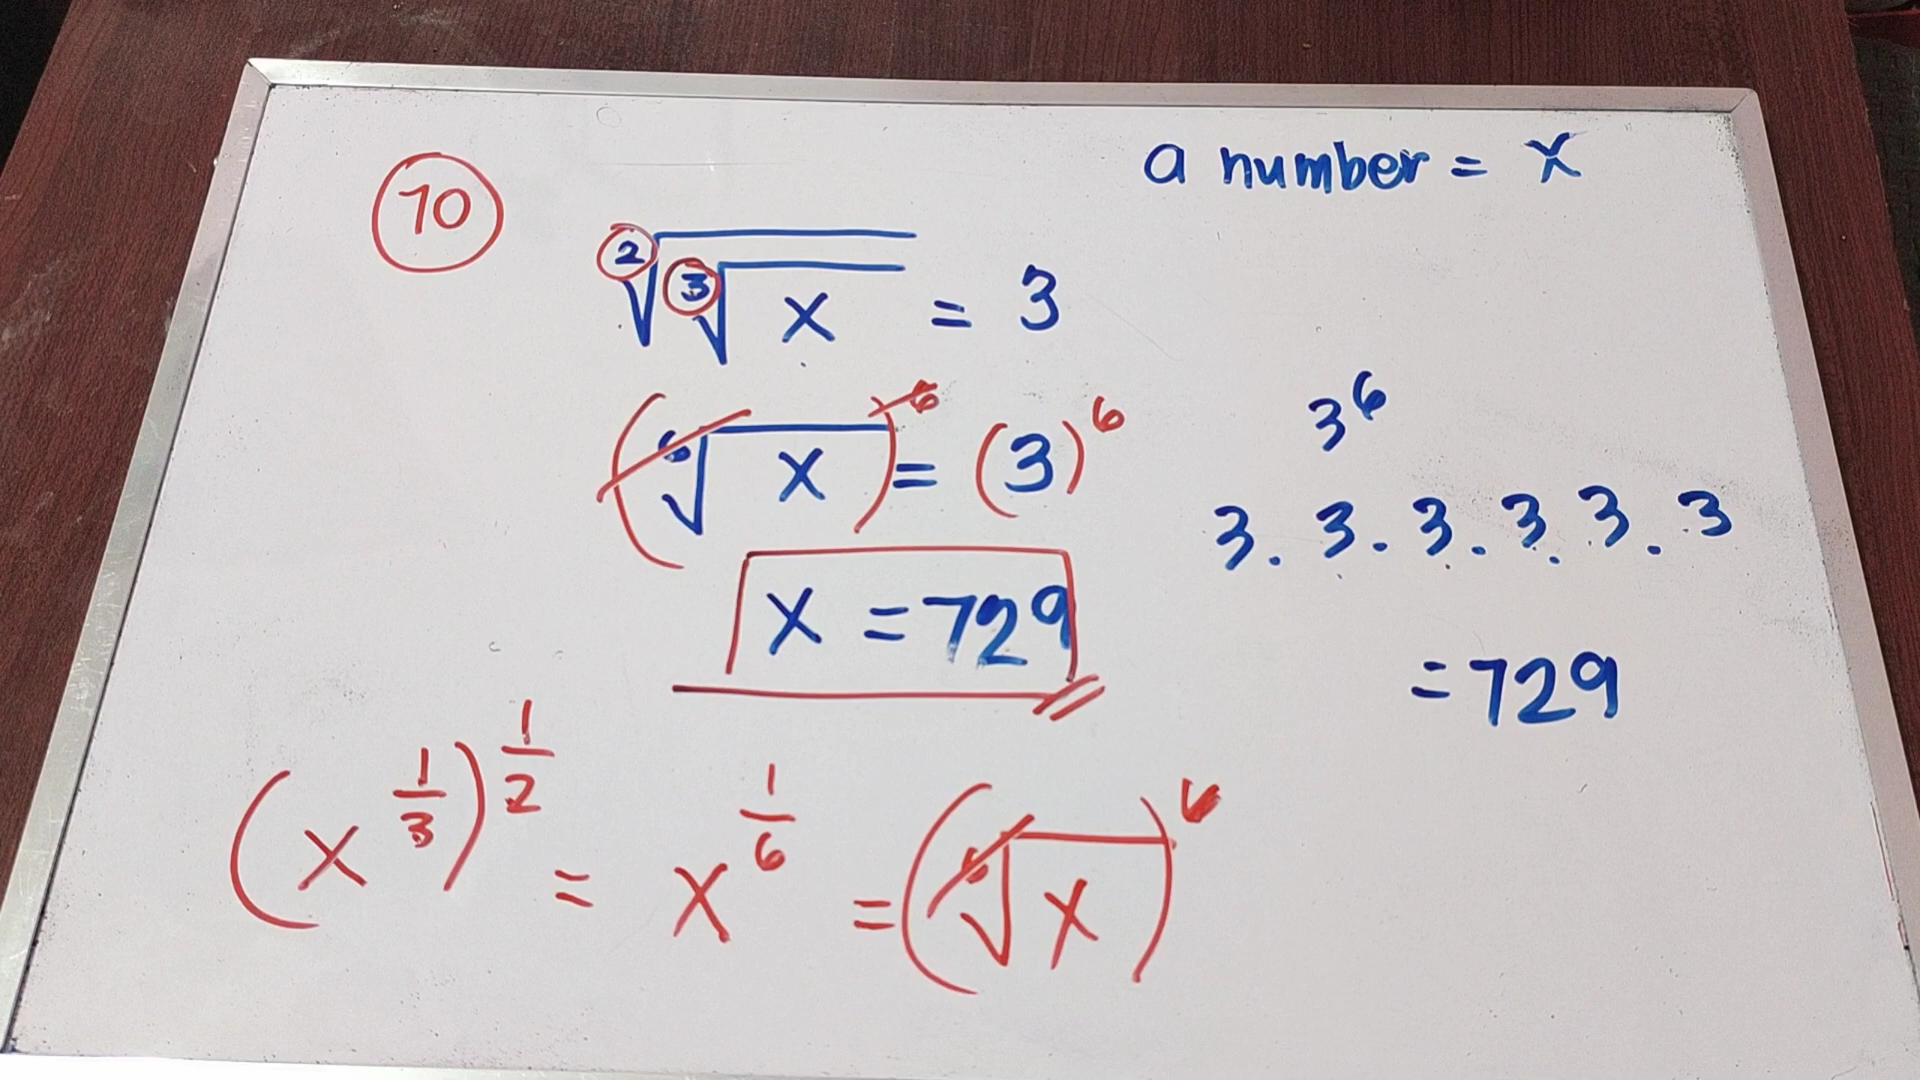 70
a number = x
²√(³√x) = 3
(⁶√x)⁶ = (3)⁶
3⁶
3 . 3 . 3 . 3 . 3 . 3
x = 729
= 729
(x^(1/3))^(1/2) = x^(1/6) = (⁶√x)⁶